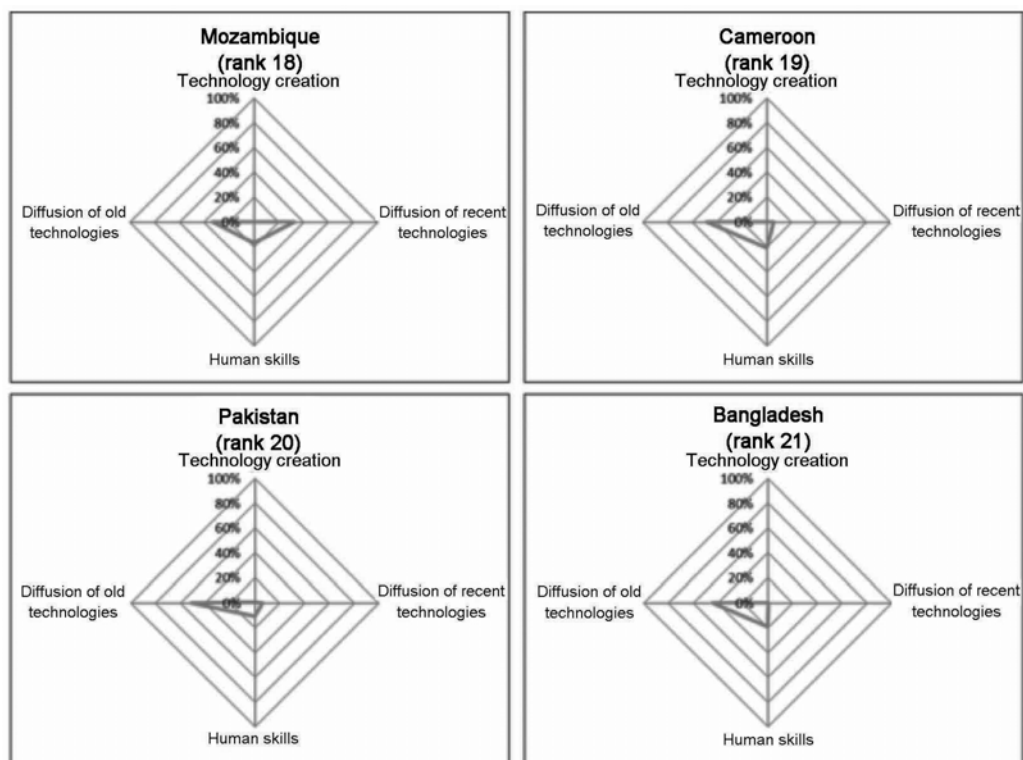 Mozambique
(rank 18)
Technology creation
100%
80%
60%
40%
20%
0%
Diffusion of old
technologies
Diffusion of recent
technologies
Human skills
Cameroon
(rank 19)
Technology creation
100%
80%
60%
40%
20%
0%
Diffusion of old
technologies
Diffusion of recent
technologies
Human skills
Pakistan
(rank 20)
Technology creation
100%
80%
60%
40%
20%
0%
Diffusion of old
technologies
Diffusion of recent
technologies
Human skills
Bangladesh
(rank 21)
Technology creation
100%
80%
60%
40%
20%
0%
Diffusion of old
technologies
Diffusion of recent
technologies
Human skills